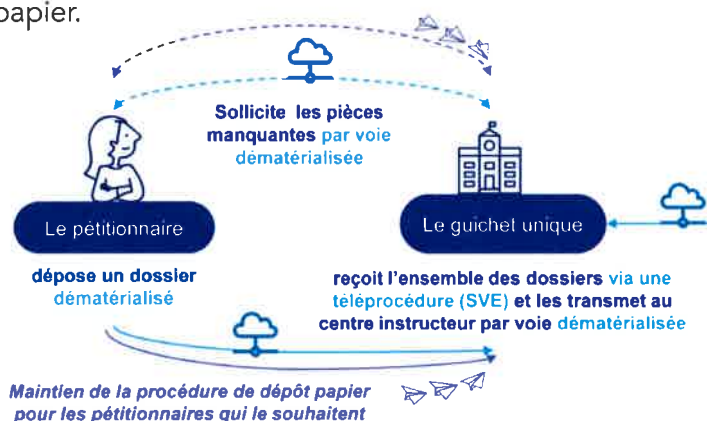 papier.
Sollicite les pièces
manquantes par voie
dématérialisée
Le pétitionnaire
dépose un dossier
dématérialisé
Le guichet unique
reçoit l'ensemble des dossiers via une
téléprocédure (SVE) et les transmet au
centre instructeur par voie dématérialisée
Maintien de la procédure de dépôt papier
pour les pétitionnaires qui le souhaitent